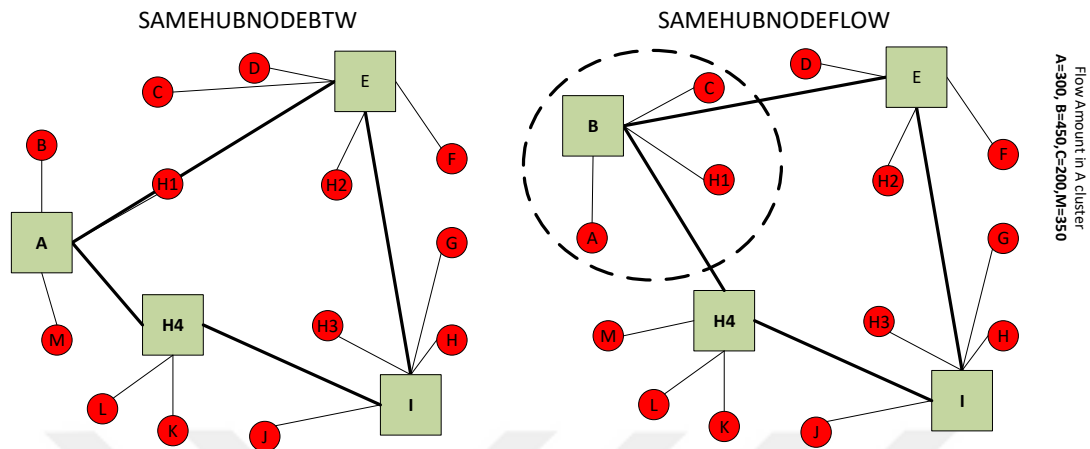 SAMEHUBNODEBTW
D
C
E
B
H1
H2
F
A
G
M
H4
H3
H
L
K
J
I
SAMEHUBNODEFLOW
D
E
C
B
H1
H2
F
A
G
M
H4
H3
H
L
K
J
I
Flow Amount in A cluster
A=300, B=450,C=200,M=350